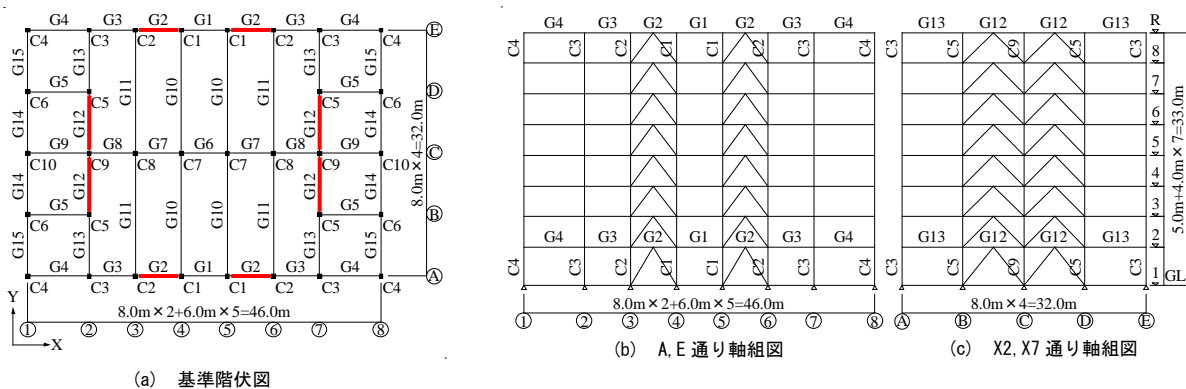 G4 G3 G2 G1 G2 G3 G4
C4 C3 C2 C1 C1 C2 C3 C4 E
G15 G13 G11 G10 G10 G11 G13 G15
G5 G5
C6 C5 C5 C6 D
G14 G12 G12 G14
G9 G8 G7 G6 G7 G8 G9
C10 C9 C8 C7 C7 C8 C9 C10 C
G14 G12 G12 G14
G5 G5
C6 C5 C5 C6 B
G15 G13 G11 G10 G10 G11 G13 G15
G4 G3 G2 G1 G2 G3 G4
C4 C3 C2 C1 C1 C2 C3 C4 A
8.0m×4=32.0m
8.0m×2+6.0m×5=46.0m
Y
X
1 2 3 4 5 6 7 8
(a) 基準階伏図
G4 G3 G2 G1 G2 G3 G4
C4 C3 C2 C1 C2 C3 C4
G4 G3 G2 G1 G2 G3 G4
C4 C3 C2 C1 C2 C3 C4
8.0m×2+6.0m×5=46.0m
1 2 3 4 5 6 7 8
(b) A,E通り軸組図
G13 G12 G12 G13 R
C3 C5 C9 C5 C3 8
7
6
5
4
3
G13 G12 G12 G13 2
C3 C5 C9 C5 C3 1 GL
5.0m+4.0m×7=33.0m
8.0m×4=32.0m
A B C D E
(c) X2,X7通り軸組図